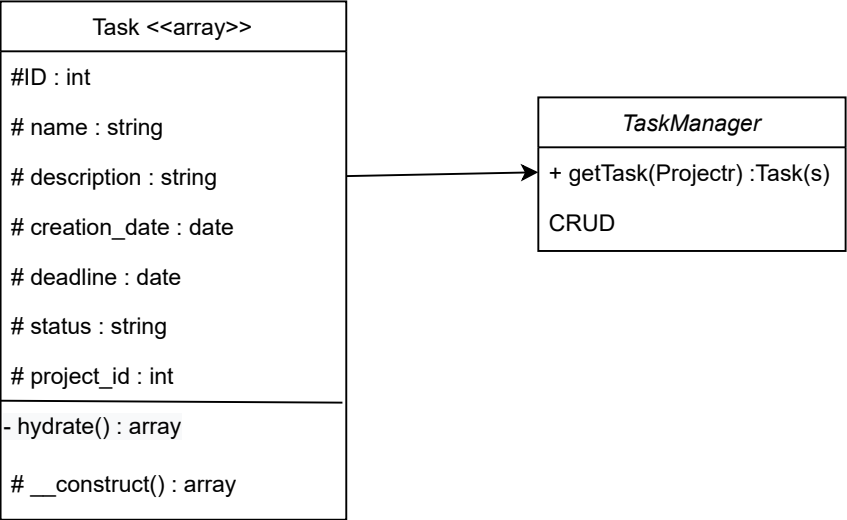 Task <<array>>
#ID : int
# name : string
# description : string
# creation_date : date
# deadline : date
# status : string
# project_id : int
- hydrate() : array
# __construct() : array
TaskManager
+ getTask(Projectr) :Task(s)
CRUD